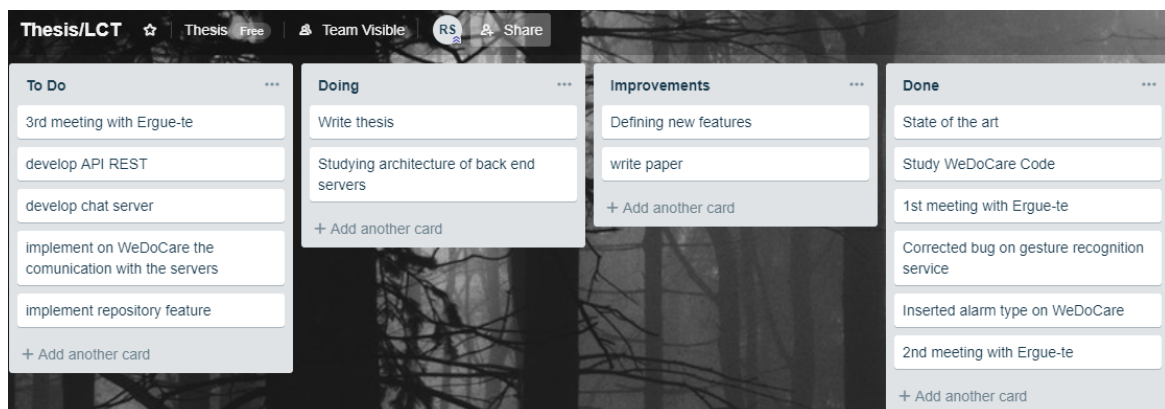 Thesis/LCT Thesis Free Team Visible RS Share
To Do
3rd meeting with Ergue-te
develop API REST
develop chat server
implement on WeDoCare the
comunication with the servers
implement repository feature
+ Add another card
Doing
Write thesis
Studying architecture of back end
servers
+ Add another card
Improvements
Defining new features
write paper
+ Add another card
Done
State of the art
Study WeDoCare Code
1st meeting with Ergue-te
Corrected bug on gesture recognition
service
Inserted alarm type on WeDoCare
2nd meeting with Ergue-te
+ Add another card